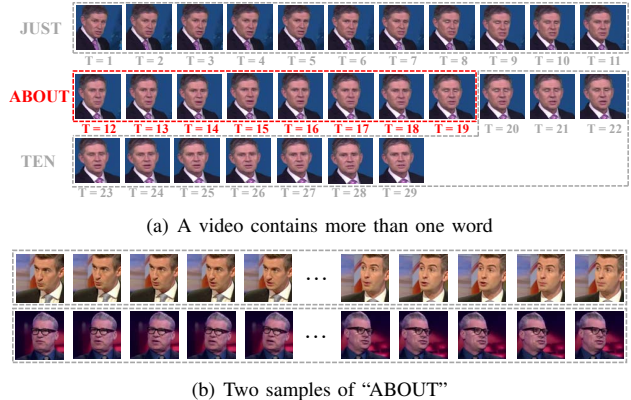 JUST
T = 1 T = 2 T = 3 T = 4 T = 5 T = 6 T = 7 T = 8 T = 9 T = 10 T = 11
ABOUT
T = 12 T = 13 T = 14 T = 15 T = 16 T = 17 T = 18 T = 19 T = 20 T = 21 T = 22
TEN
T = 23 T = 24 T = 25 T = 26 T = 27 T = 28 T = 29
(a) A video contains more than one word
...
...
(b) Two samples of “ABOUT”